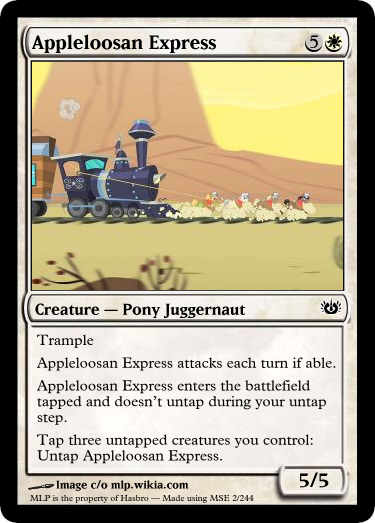 Appleloosan Express 5
Creature — Pony Juggernaut
Trample
Appleloosan Express attacks each turn if able.
Appleloosan Express enters the battlefield
tapped and doesn't untap during your untap
step.
Tap three untapped creatures you control:
Untap Appleloosan Express.
5/5
Image c/o mlp.wikia.com
MLP is the property of Hasbro — Made using MSE 2/244